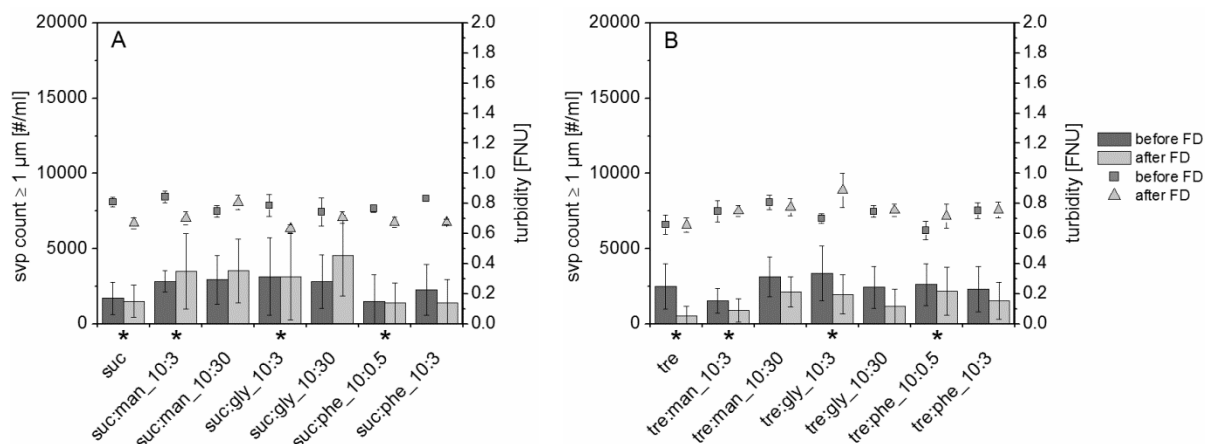 A
svp count ≥ 1 µm [#/ml]
20000
15000
10000
5000
0
2.0
1.8
1.6
1.4
1.2
1.0
0.8
0.6
0.4
0.2
0.0
turbidity [FNU]
* * * *
suc
suc:man_10:3
suc:man_10:30
suc:gly_10:3
suc:gly_10:30
suc:phe_10:0.5
suc:phe_10:3
B
svp count ≥ 1 µm [#/ml]
20000
15000
10000
5000
0
2.0
1.8
1.6
1.4
1.2
1.0
0.8
0.6
0.4
0.2
0.0
turbidity [FNU]
* * * *
tre
tre:man_10:3
tre:man_10:30
tre:gly_10:3
tre:gly_10:30
tre:phe_10:0.5
tre:phe_10:3
before FD
after FD
before FD
after FD